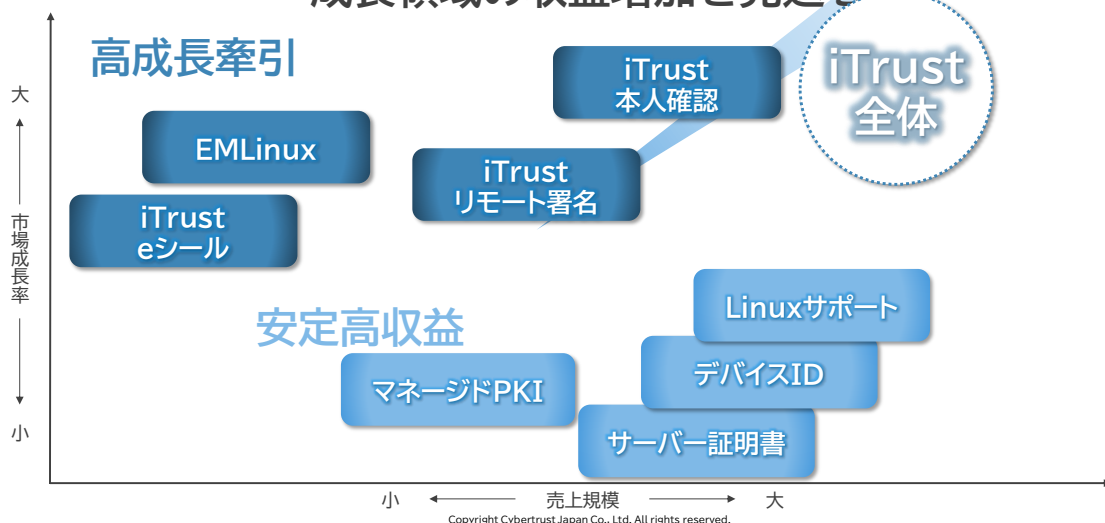 高成長牽引
iTrust
本人確認
iTrust
全体
EMLinux
iTrust
リモート署名
iTrust
eシール
大
市場成長率
小
安定高収益
Linuxサポート
デバイスID
マネージドPKI
サーバー証明書
小
売上規模
大
Copyright Cybertrust Japan Co., Ltd. All rights reserved.